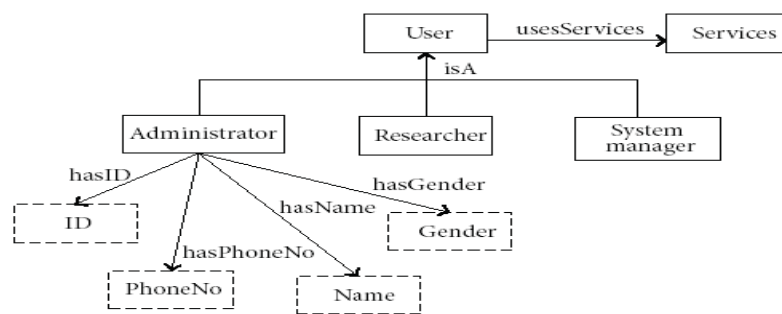 User
usesServices
Services
isA
Administrator
Researcher
System
manager
hasID
hasGender
ID
hasName
Gender
hasPhoneNo
PhoneNo
Name